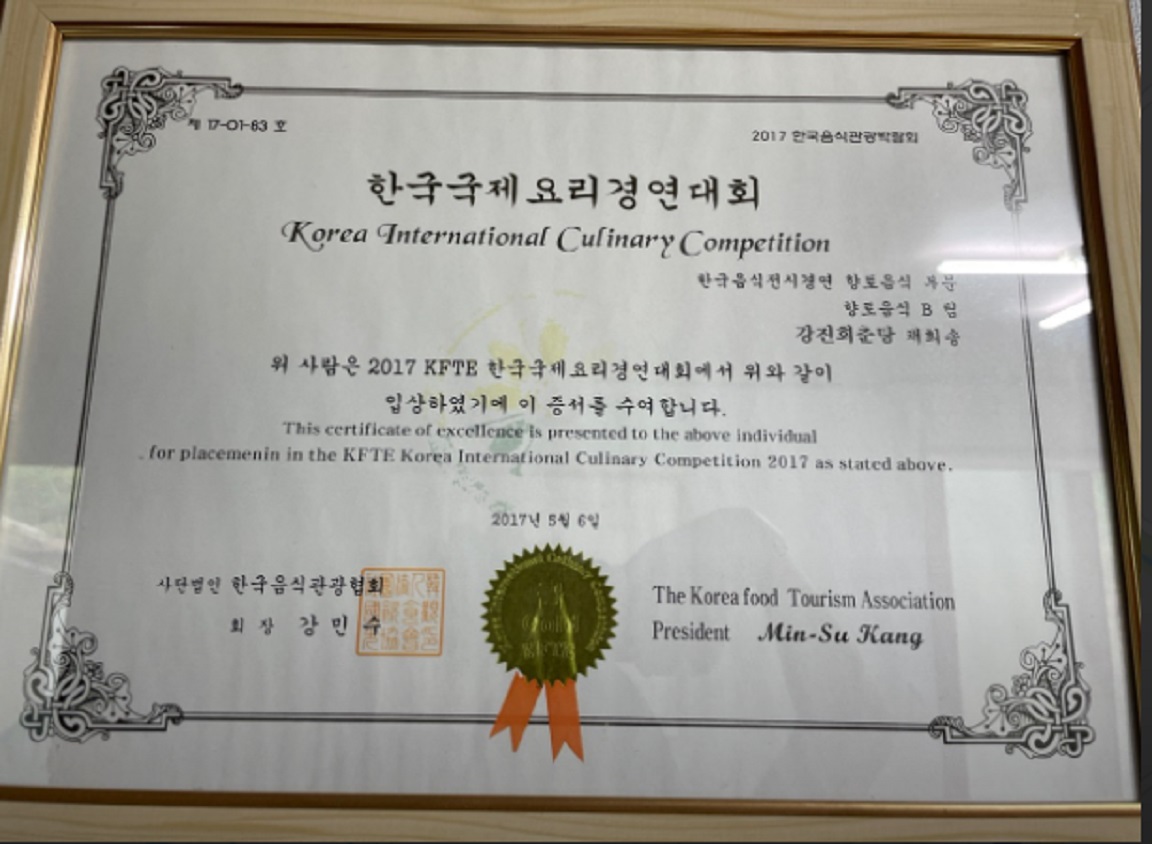 제 17-01-63 호
2017 한국음식관광박람회
한국국제요리경연대회
Korea International Culinary Competition
한국음식전시경연 향토음식 부문
향토음식 B 팀
강진회춘당
위 사람은 2017 KFTE 한국국제요리경연대회에서 위와 같이
입상하였기에 이 증서를 수여합니다.
This certificate of excellence is presented to the above individual
for placemenin in the KFTE Korea International Culinary Competition 2017 as stated above.
2017년 5월 6일
사단법인 한국음식관광협회
회 장 강 민 수
The Korea food Tourism Association
President Min-Su Kang
Gold
KFTE